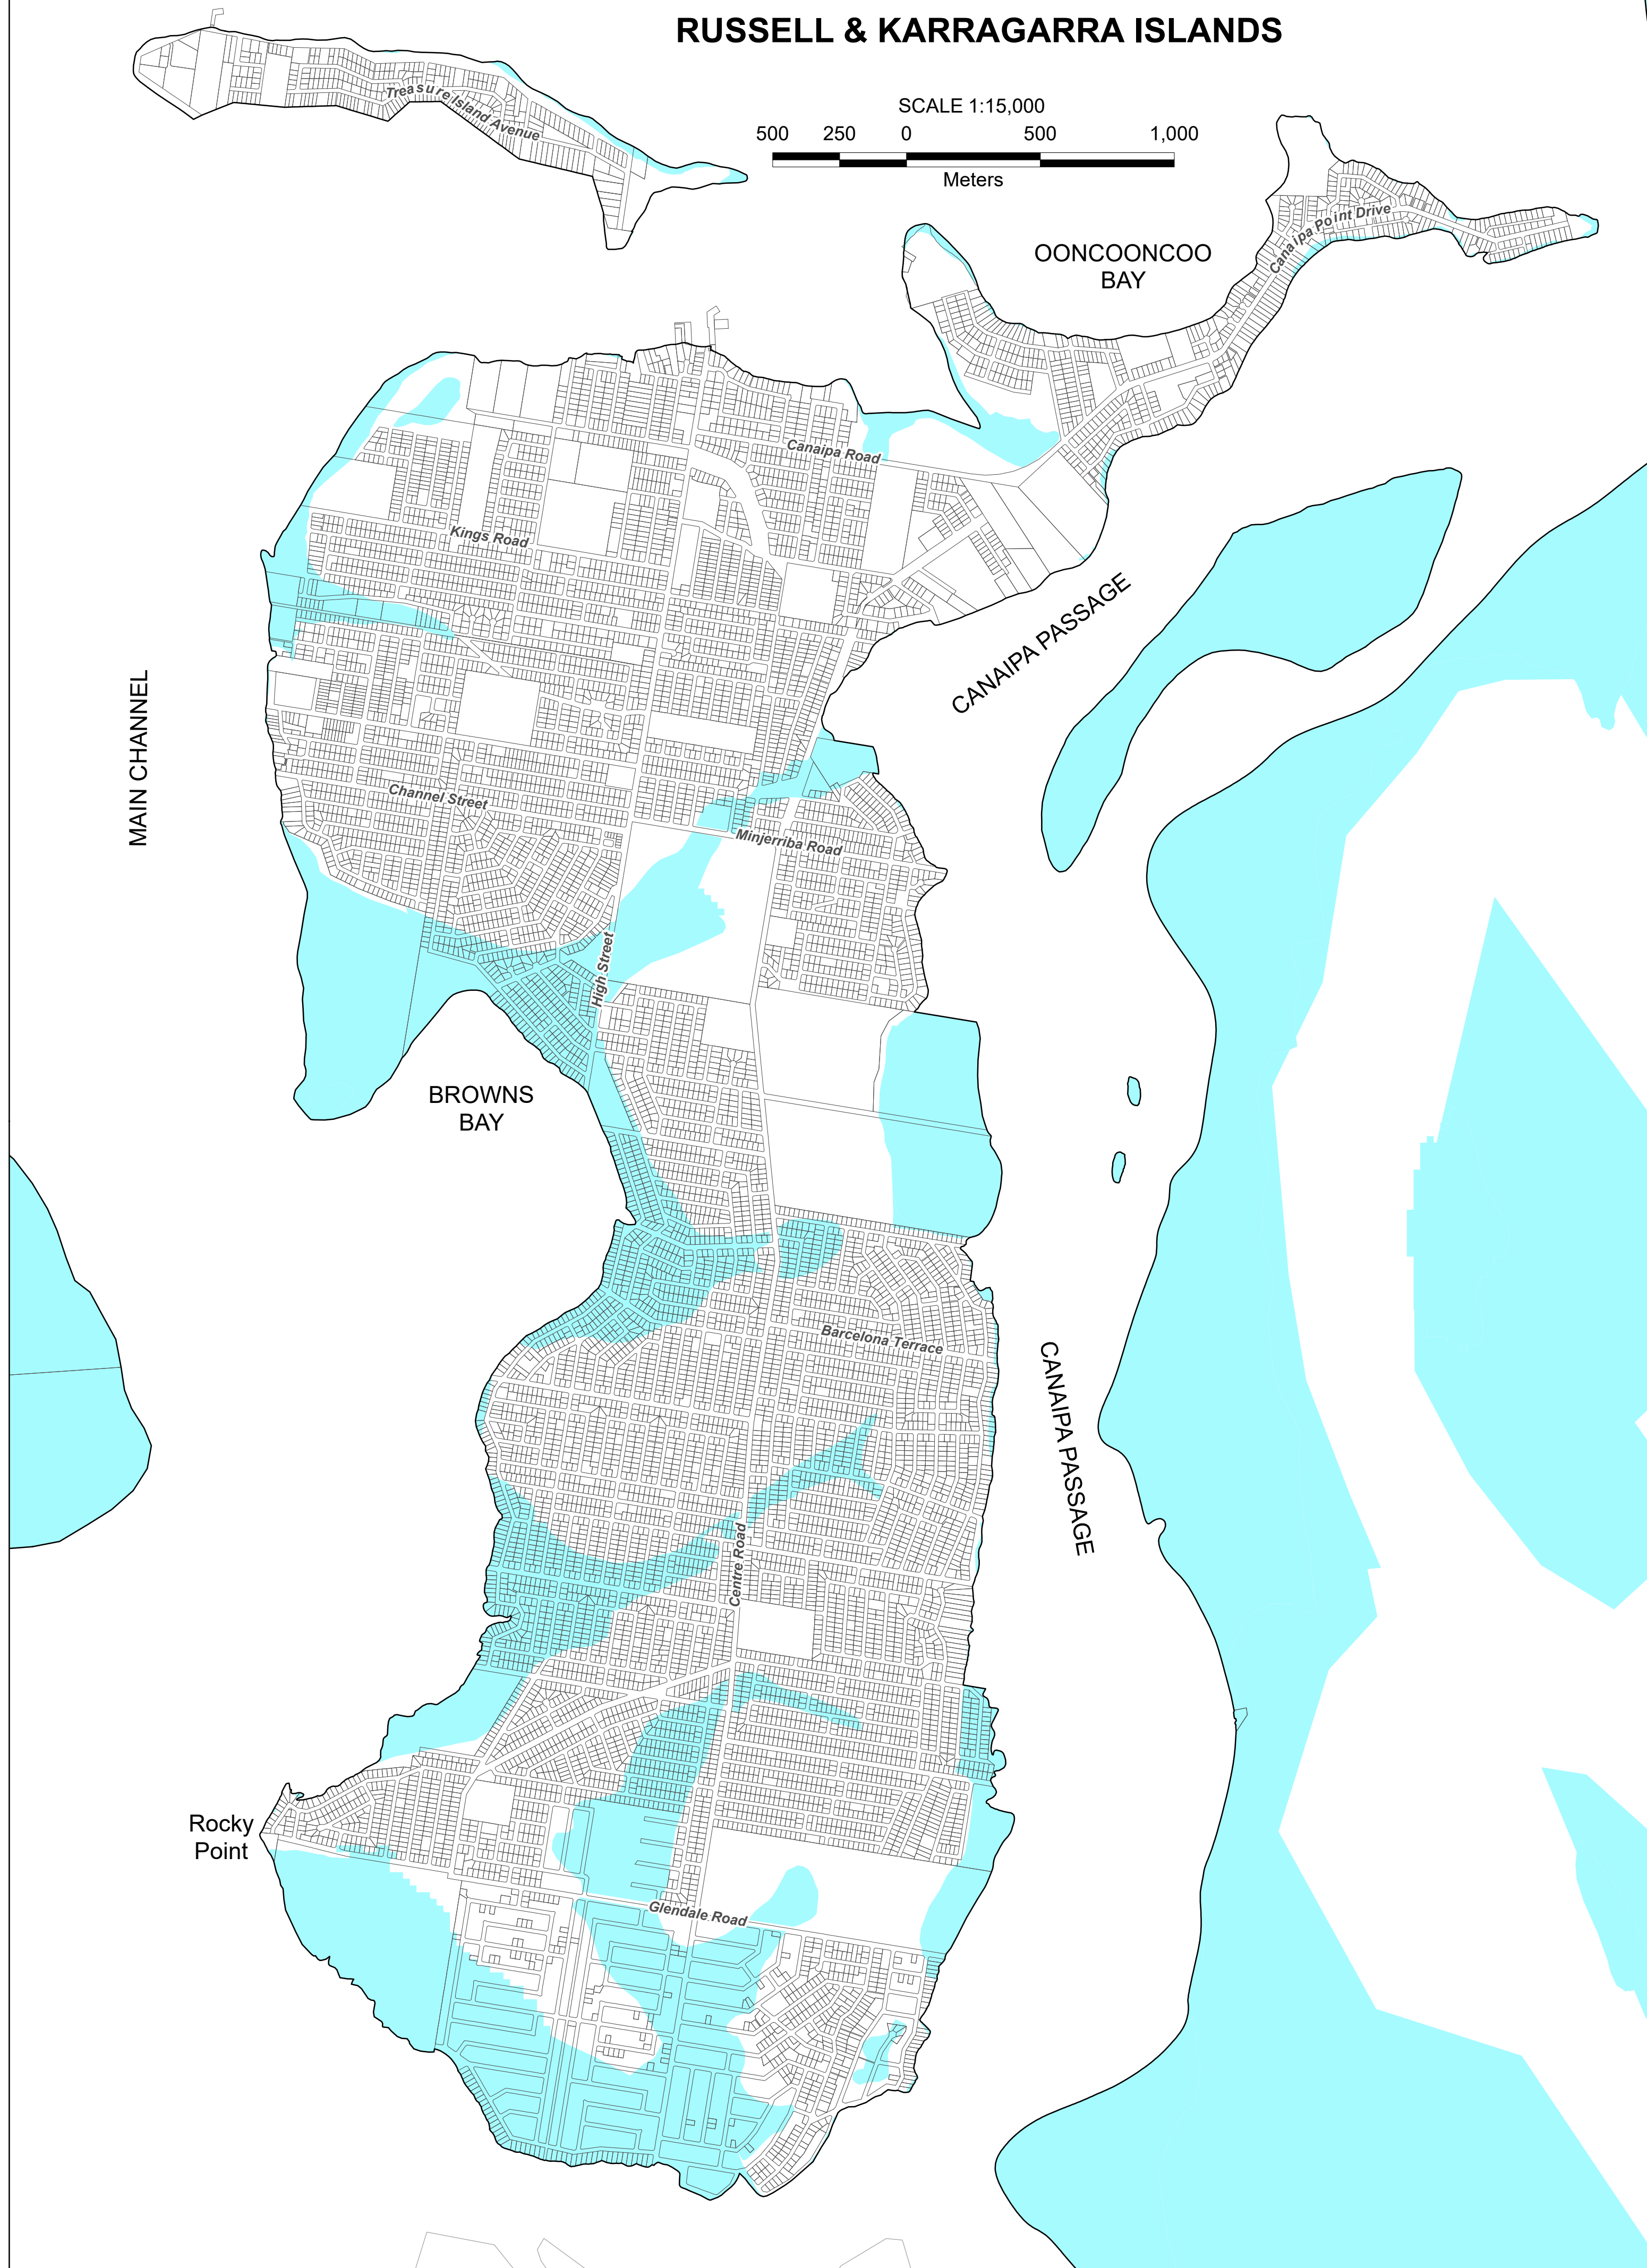 RUSSELL & KARRAGARRA ISLANDS
Treasure Island Avenue
SCALE 1:15,000
500 250 0 500 1,000
Meters
Canaipa Point Drive
OONCOONCOO
BAY
Canaipa Road
Kings Road
CANAIPA PASSAGE
MAIN CHANNEL
Channel Street
Minjerriba Road
High Street
BROWNS
BAY
Barcelona Terrace
CANAIPA PASSAGE
Centre Road
Rocky
Point
Glendale Road